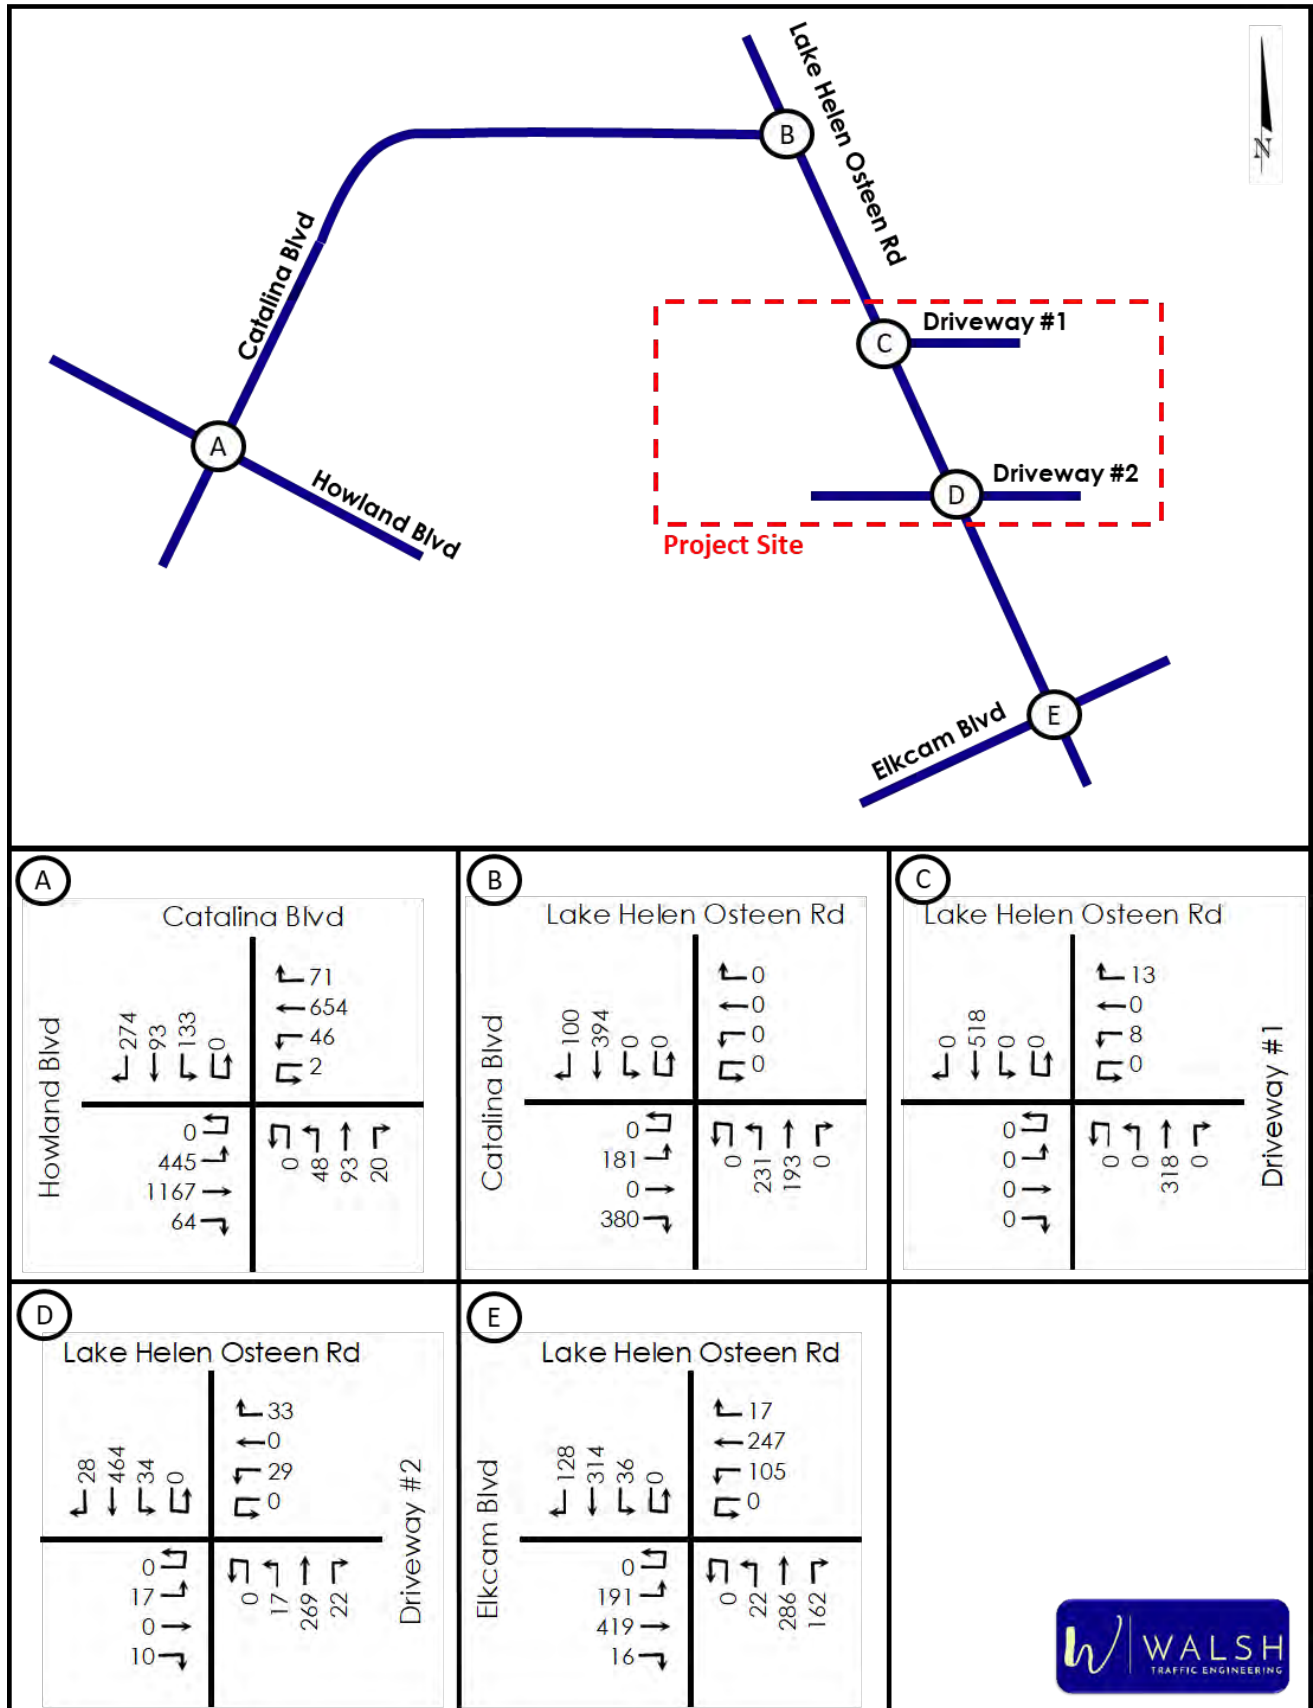 Lake Helen Osteen Rd
B
N
Catalina Blvd
C
Driveway #1
A
Howland Blvd
D
Driveway #2
Project Site
E
Elkcam Blvd
A
Catalina Blvd
Howland Blvd
274
93
133
0
71
654
46
2
0
445
1167
64
0
48
93
20
B
Lake Helen Osteen Rd
Catalina Blvd
100
394
0
0
0
0
0
0
0
181
0
380
0
231
193
0
C
Lake Helen Osteen Rd
Driveway #1
0
518
0
0
13
0
8
0
0
0
0
0
0
0
318
0
D
Lake Helen Osteen Rd
Driveway #2
28
464
34
0
33
0
29
0
0
17
0
10
0
17
269
22
E
Lake Helen Osteen Rd
Elkcam Blvd
128
314
36
0
17
247
105
0
0
191
419
16
0
22
286
162
W WALSH
TRAFFIC ENGINEERING